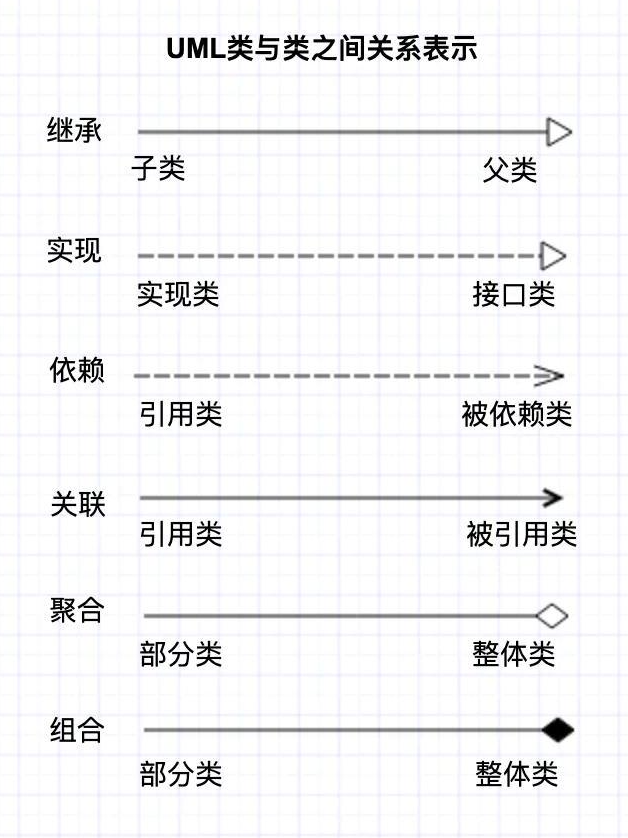 UML类与类之间关系表示
继承
子类 父类
实现
实现类 接口类
依赖
引用类 被依赖类
关联
引用类 被引用类
聚合
部分类 整体类
组合
部分类 整体类